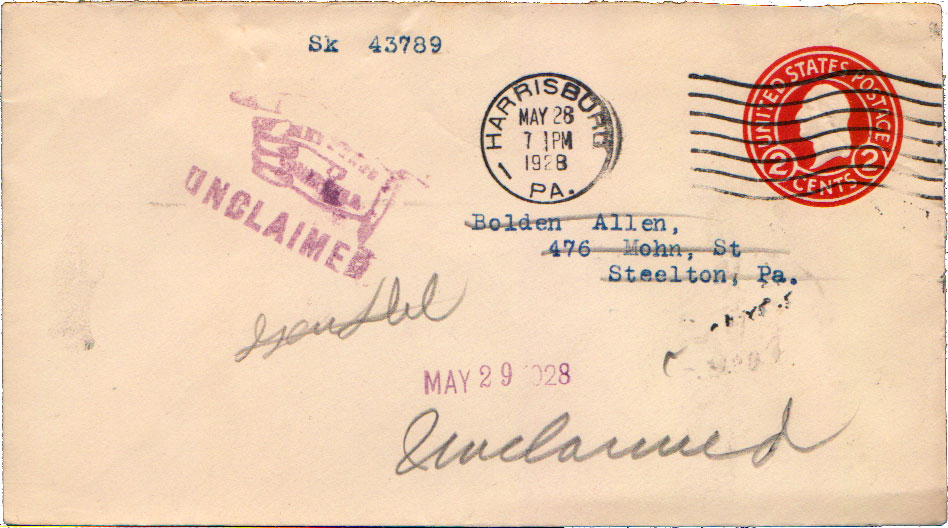 Sk 43789
HARRISBURG
MAY 28
7 1PM
1928
PA.
UNITED STATES POSTAGE
2 CENTS 2
UNCLAIMED
Bolden Allen,
476 Mohn, St
Steelton, Pa.
MAY 29 1928
Unclaimed